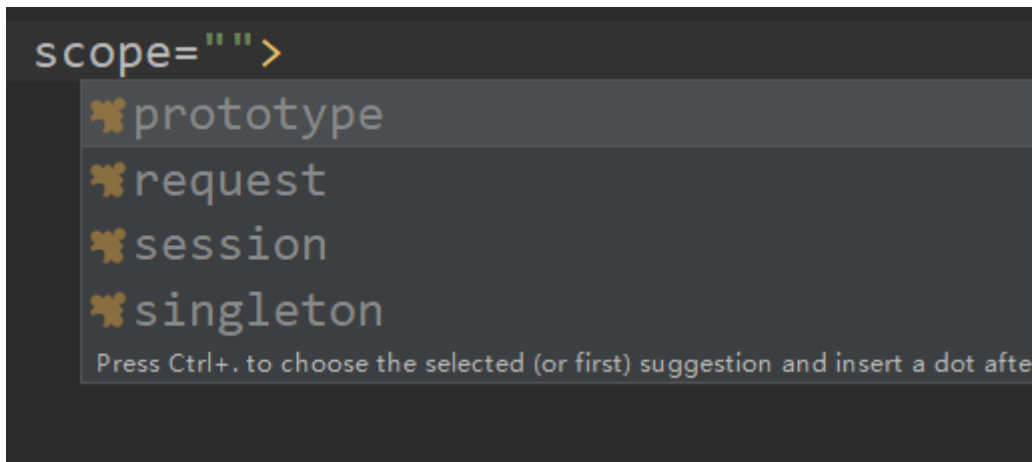 scope="">
prototype
request
session
singleton
Press Ctrl+. to choose the selected (or first) suggestion and insert a dot afte